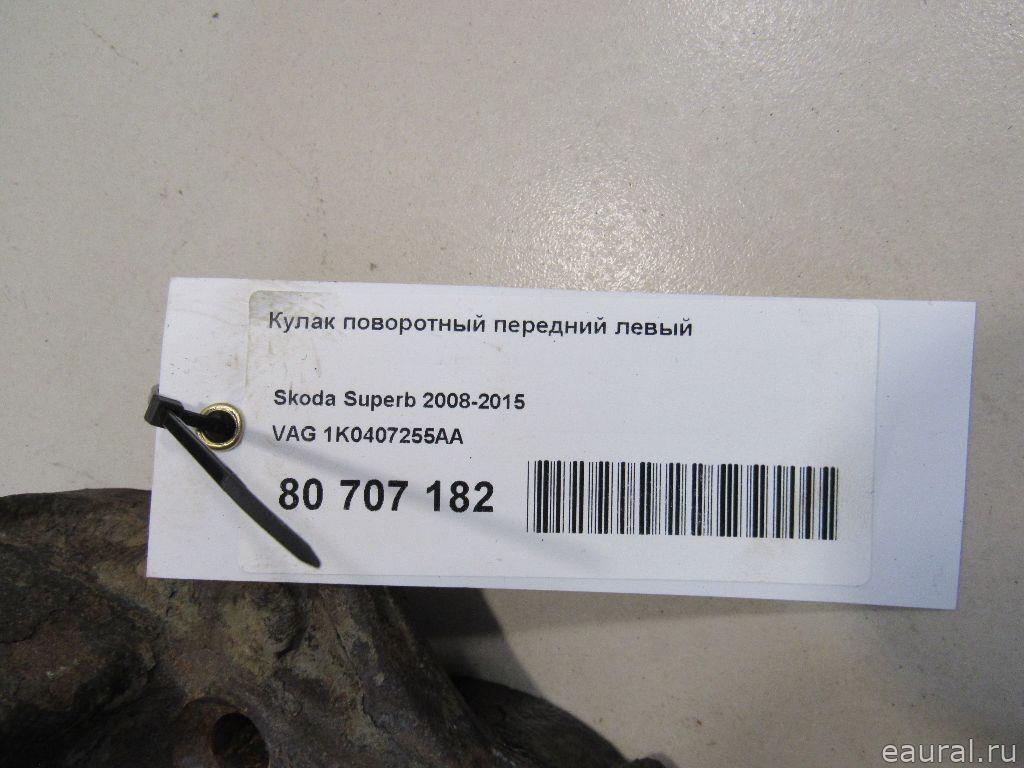 Кулак поворотный передний левый
Skoda Superb 2008-2015
VAG 1K0407255AA
80 707 182
eaural.ru